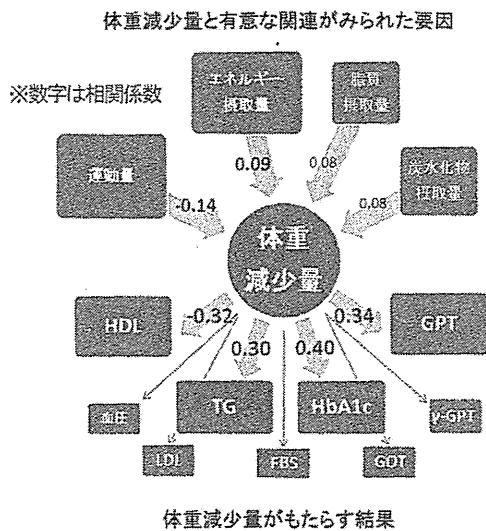 体重減少量と有意な関連がみられた要因
※数字は相関係数
エネルギー
摂取量
脂質
摂取量
運動量
炭水化物
摂取量
0.09
0.08
0.08
-0.14
体重
減少量
HDL
-0.32
0.30
0.40
0.34
GPT
血圧
TG
HbA1c
γ-GPT
LDL
FBS
GOT
体重減少量がもたらす結果